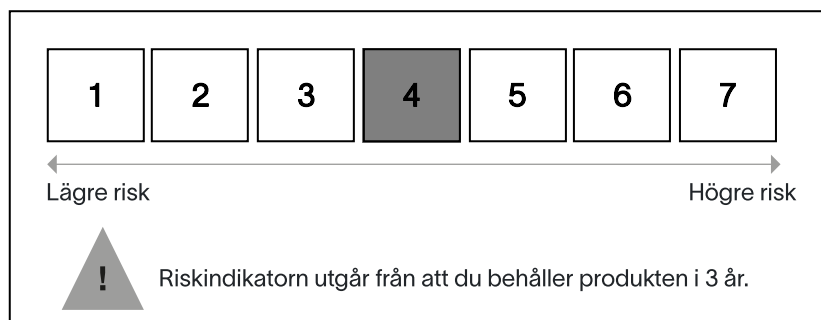 1 2 3 4 5 6 7
Lägre risk Högre risk
! Riskindikatorn utgår från att du behåller produkten i 3 år.